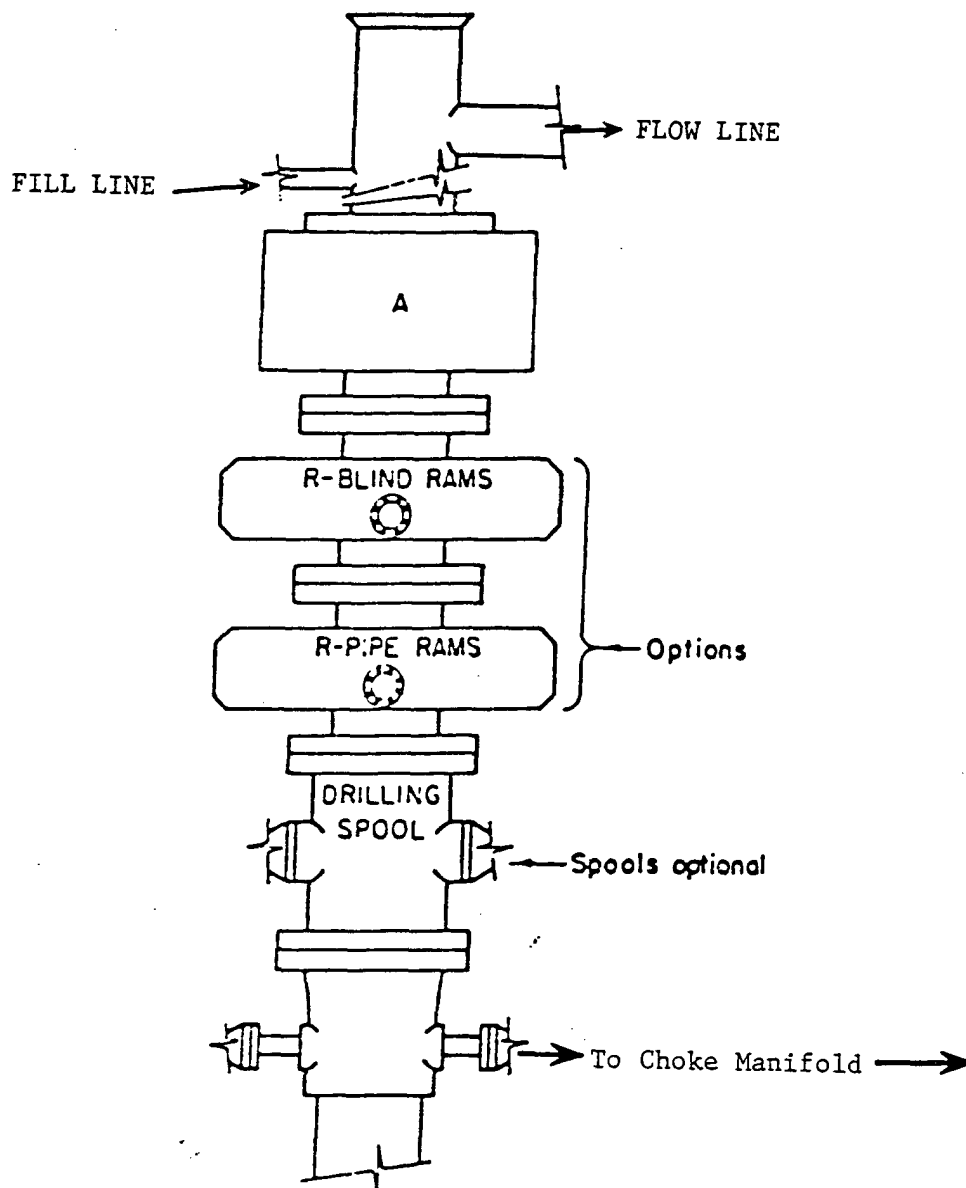 FLOW LINE
FILL LINE
A
R-BLIND RAMS
R-PIPE RAMS
Options
DRILLING
SPOOL
Spools optional
To Choke Manifold